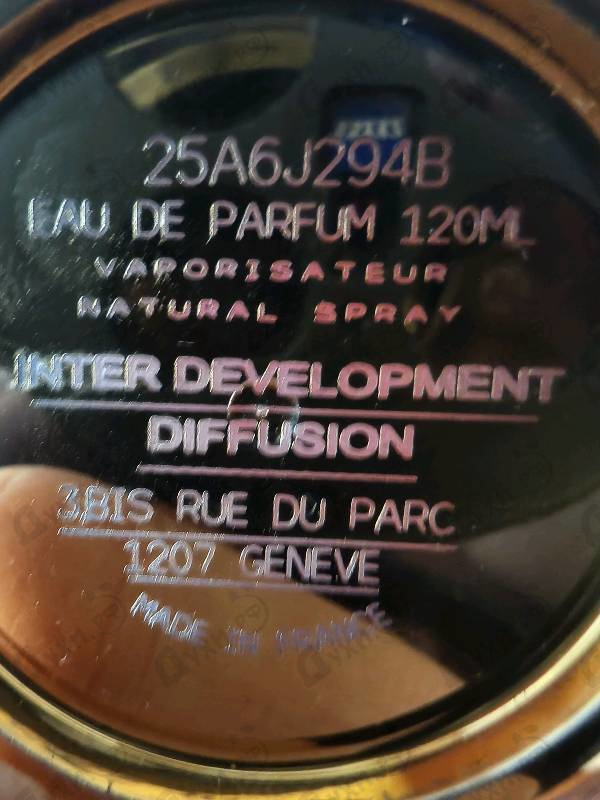 25A6J294B
EAU DE PARFUM 120ML
VAPORISATEUR
NATURAL SPRAY
INTER DEVELOPMENT
DIFFUSION
3BIS RUE DU PARC
1207 GENEVE
MADE IN FRANCE